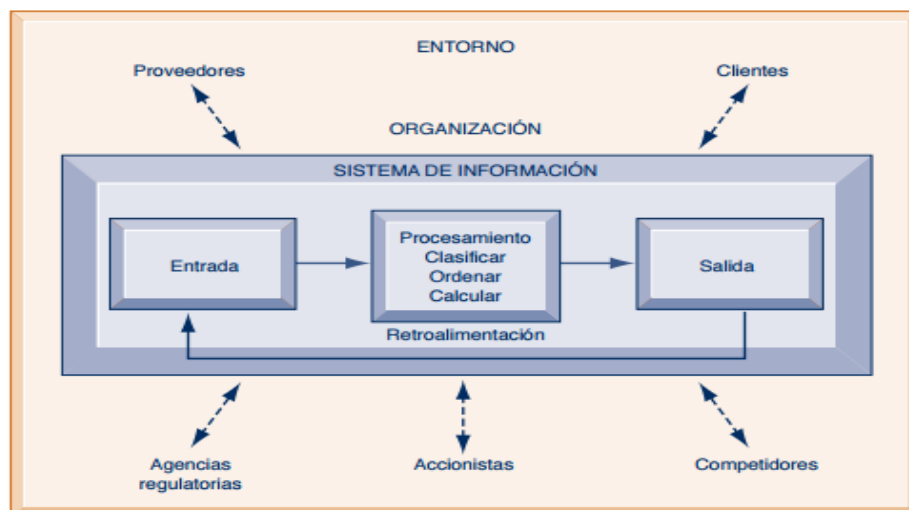 ENTORNO
Proveedores
Clientes
ORGANIZACIÓN
SISTEMA DE INFORMACIÓN
Entrada
Procesamiento
Clasificar
Ordenar
Calcular
Salida
Retroalimentación
Agencias
regulatorias
Accionistas
Competidores